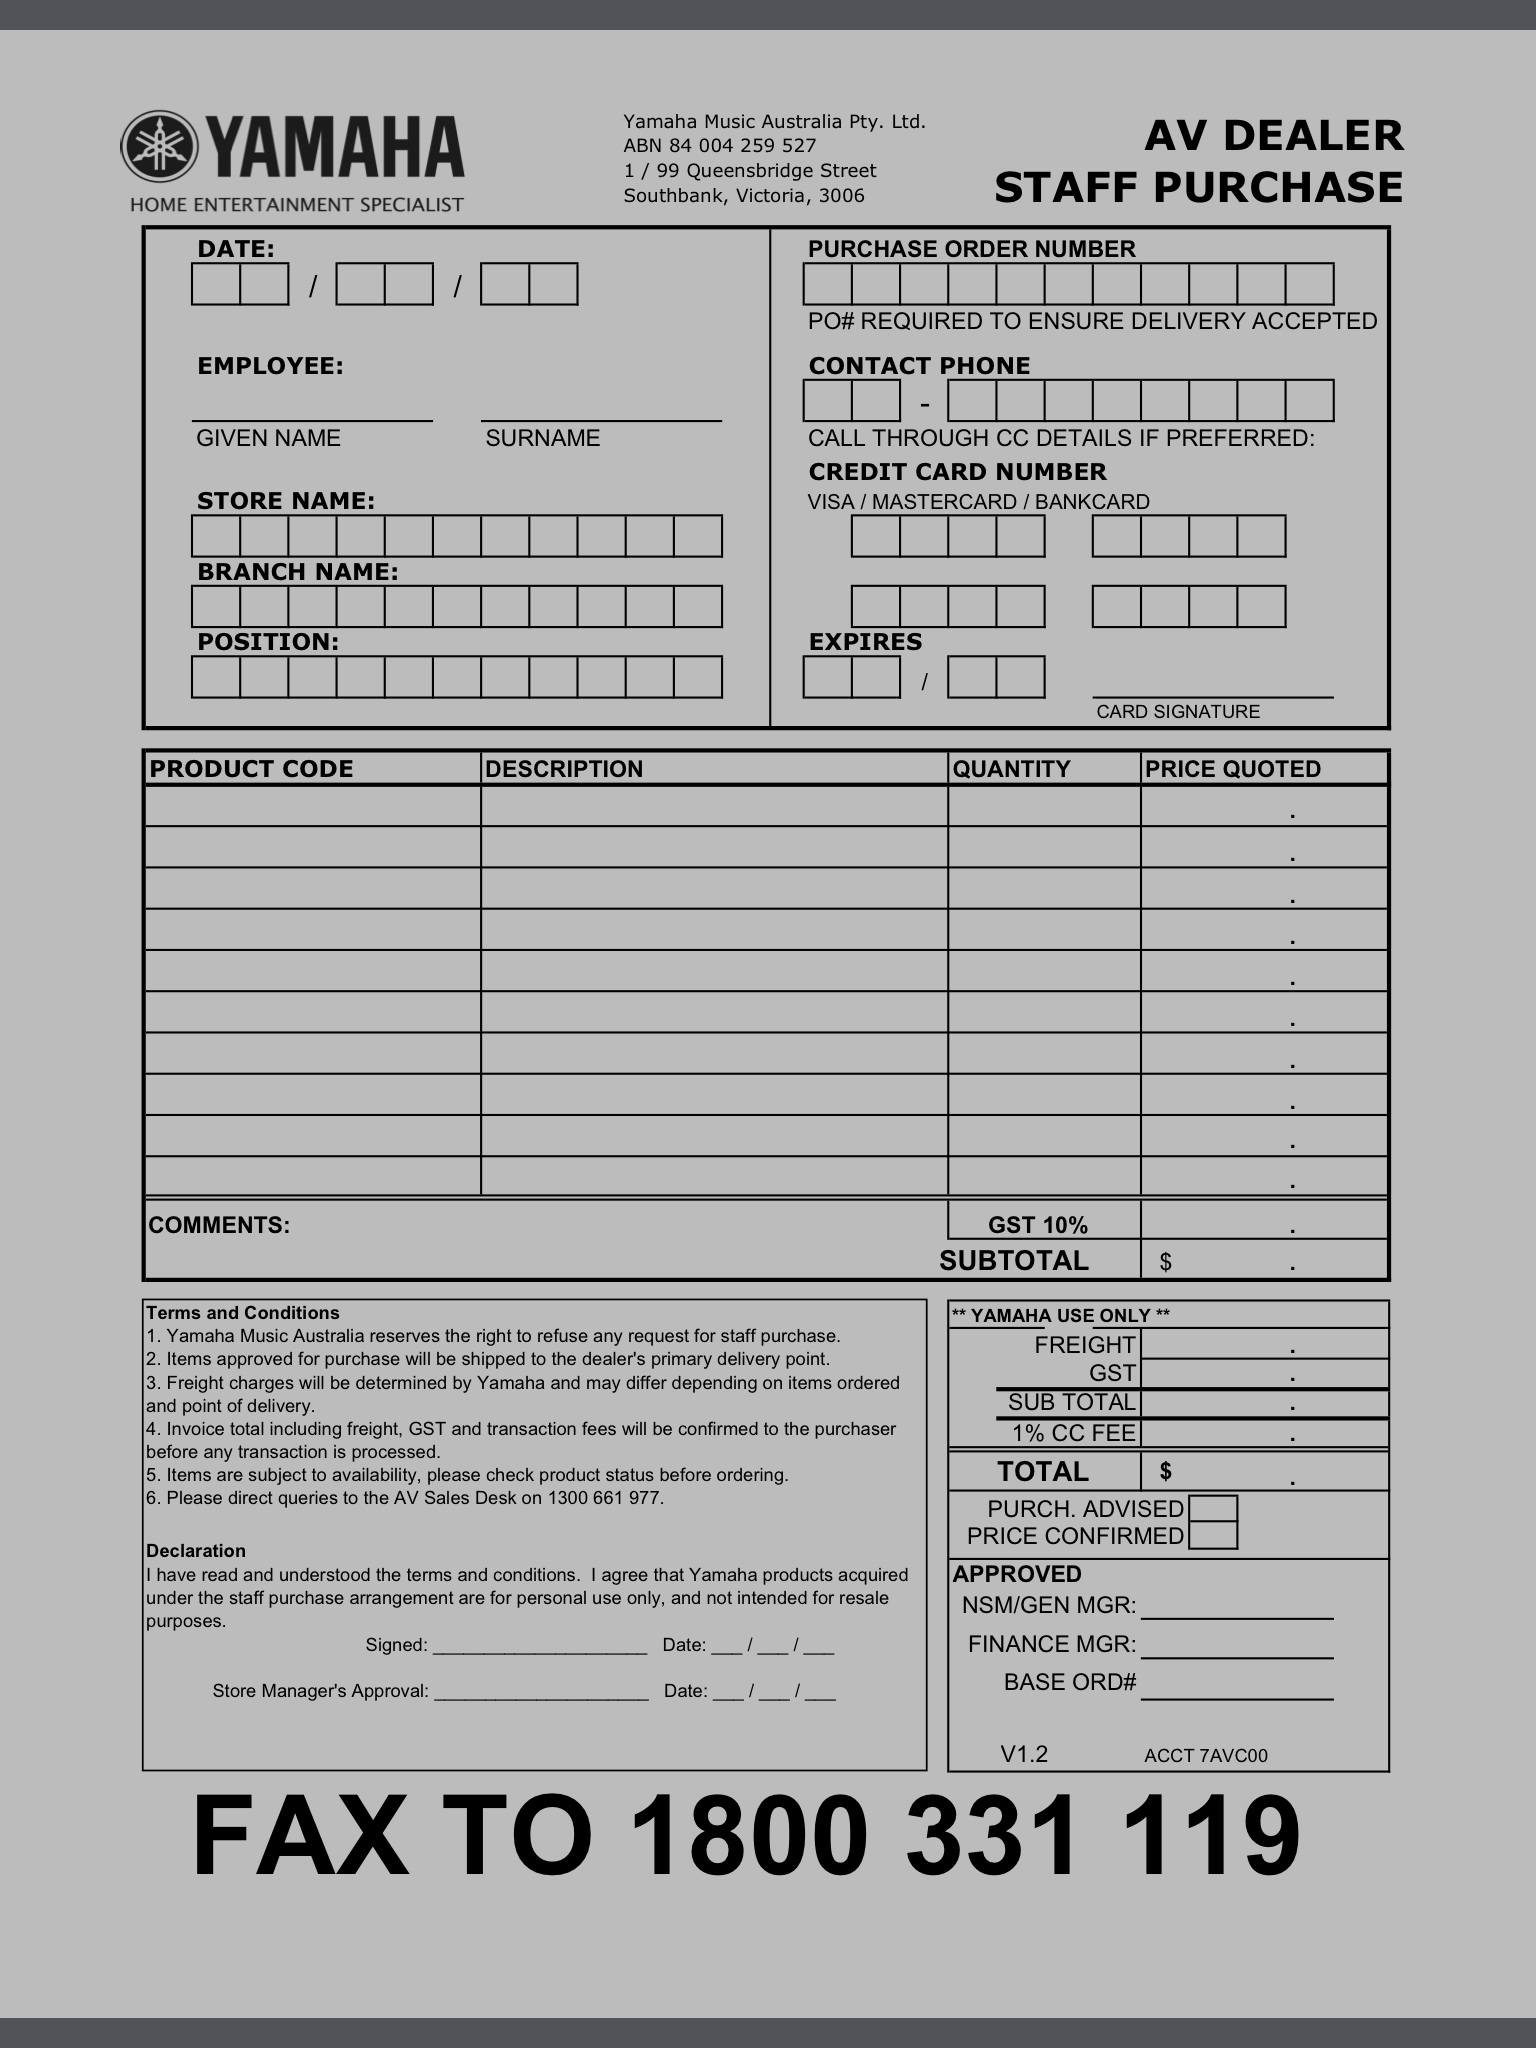 YAMAHA
HOME ENTERTAINMENT SPECIALIST
Yamaha Music Australia Pty. Ltd.
ABN 84 004 259 527
1 / 99 Queensbridge Street
Southbank, Victoria, 3006
AV DEALER
STAFF PURCHASE
DATE:
/ /
EMPLOYEE:
GIVEN NAME SURNAME
STORE NAME:
BRANCH NAME:
POSITION:
PURCHASE ORDER NUMBER
PO# REQUIRED TO ENSURE DELIVERY ACCEPTED
CONTACT PHONE
-
CALL THROUGH CC DETAILS IF PREFERRED:
CREDIT CARD NUMBER
VISA / MASTERCARD / BANKCARD
EXPIRES
/
CARD SIGNATURE
PRODUCT CODE DESCRIPTION QUANTITY PRICE QUOTED
.
.
.
.
.
.
.
.
.
.
COMMENTS: GST 10% .
SUBTOTAL $ .
Terms and Conditions
1. Yamaha Music Australia reserves the right to refuse any request for staff purchase.
2. Items approved for purchase will be shipped to the dealer's primary delivery point.
3. Freight charges will be determined by Yamaha and may differ depending on items ordered
and point of delivery.
4. Invoice total including freight, GST and transaction fees will be confirmed to the purchaser
before any transaction is processed.
5. Items are subject to availability, please check product status before ordering.
6. Please direct queries to the AV Sales Desk on 1300 661 977.
Declaration
I have read and understood the terms and conditions.  I agree that Yamaha products acquired
under the staff purchase arrangement are for personal use only, and not intended for resale
purposes.
Signed: _____________________ Date: ___ / ___ / ___
Store Manager's Approval: _____________________ Date: ___ / ___ / ___
** YAMAHA USE ONLY **
FREIGHT .
GST .
SUB TOTAL .
1% CC FEE .
TOTAL $ .
PURCH. ADVISED
PRICE CONFIRMED
APPROVED
NSM/GEN MGR:
FINANCE MGR:
BASE ORD#
V1.2 ACCT 7AVC00
FAX TO 1800 331 119